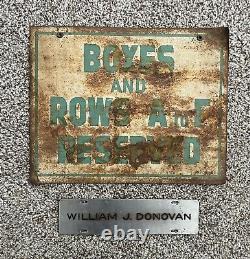 BOXES
AND
ROWS A TO F
RESERVED
WILLIAM J. DONOVAN